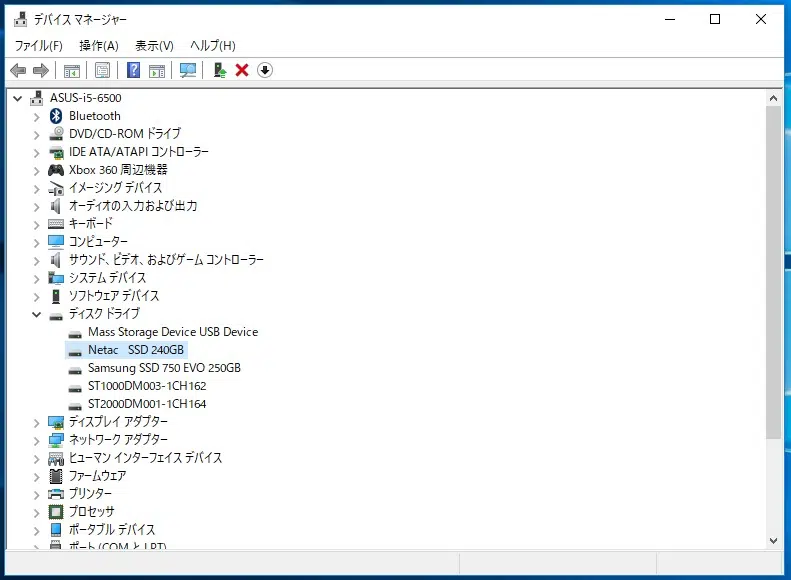 デバイス マネージャー
ファイル(F) 操作(A) 表示(V) ヘルプ(H)
ASUS-i5-6500
Bluetooth
DVD/CD-ROM ドライブ
IDE ATA/ATAPI コントローラー
Xbox 360 周辺機器
イメージング デバイス
オーディオの入力および出力
キーボード
コンピューター
サウンド、ビデオ、およびゲーム コントローラー
システム デバイス
ソフトウェア デバイス
ディスク ドライブ
Mass Storage Device USB Device
Netac SSD 240GB
Samsung SSD 750 EVO 250GB
ST1000DM003-1CH162
ST2000DM001-1CH164
ディスプレイ アダプター
ネットワーク アダプター
ヒューマン インターフェイス デバイス
ファームウェア
プリンター
プロセッサ
ポータブル デバイス
ポート (COM と LPT)